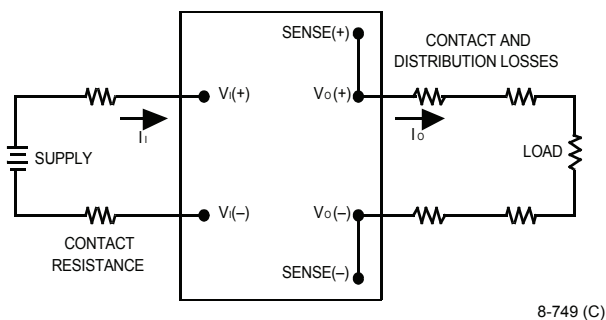 SENSE(+)
CONTACT AND
DISTRIBUTION LOSSES
VI(+)
VO(+)
II
IO
SUPPLY
LOAD
VI(–)
VO(–)
CONTACT
RESISTANCE
SENSE(–)
8-749 (C)